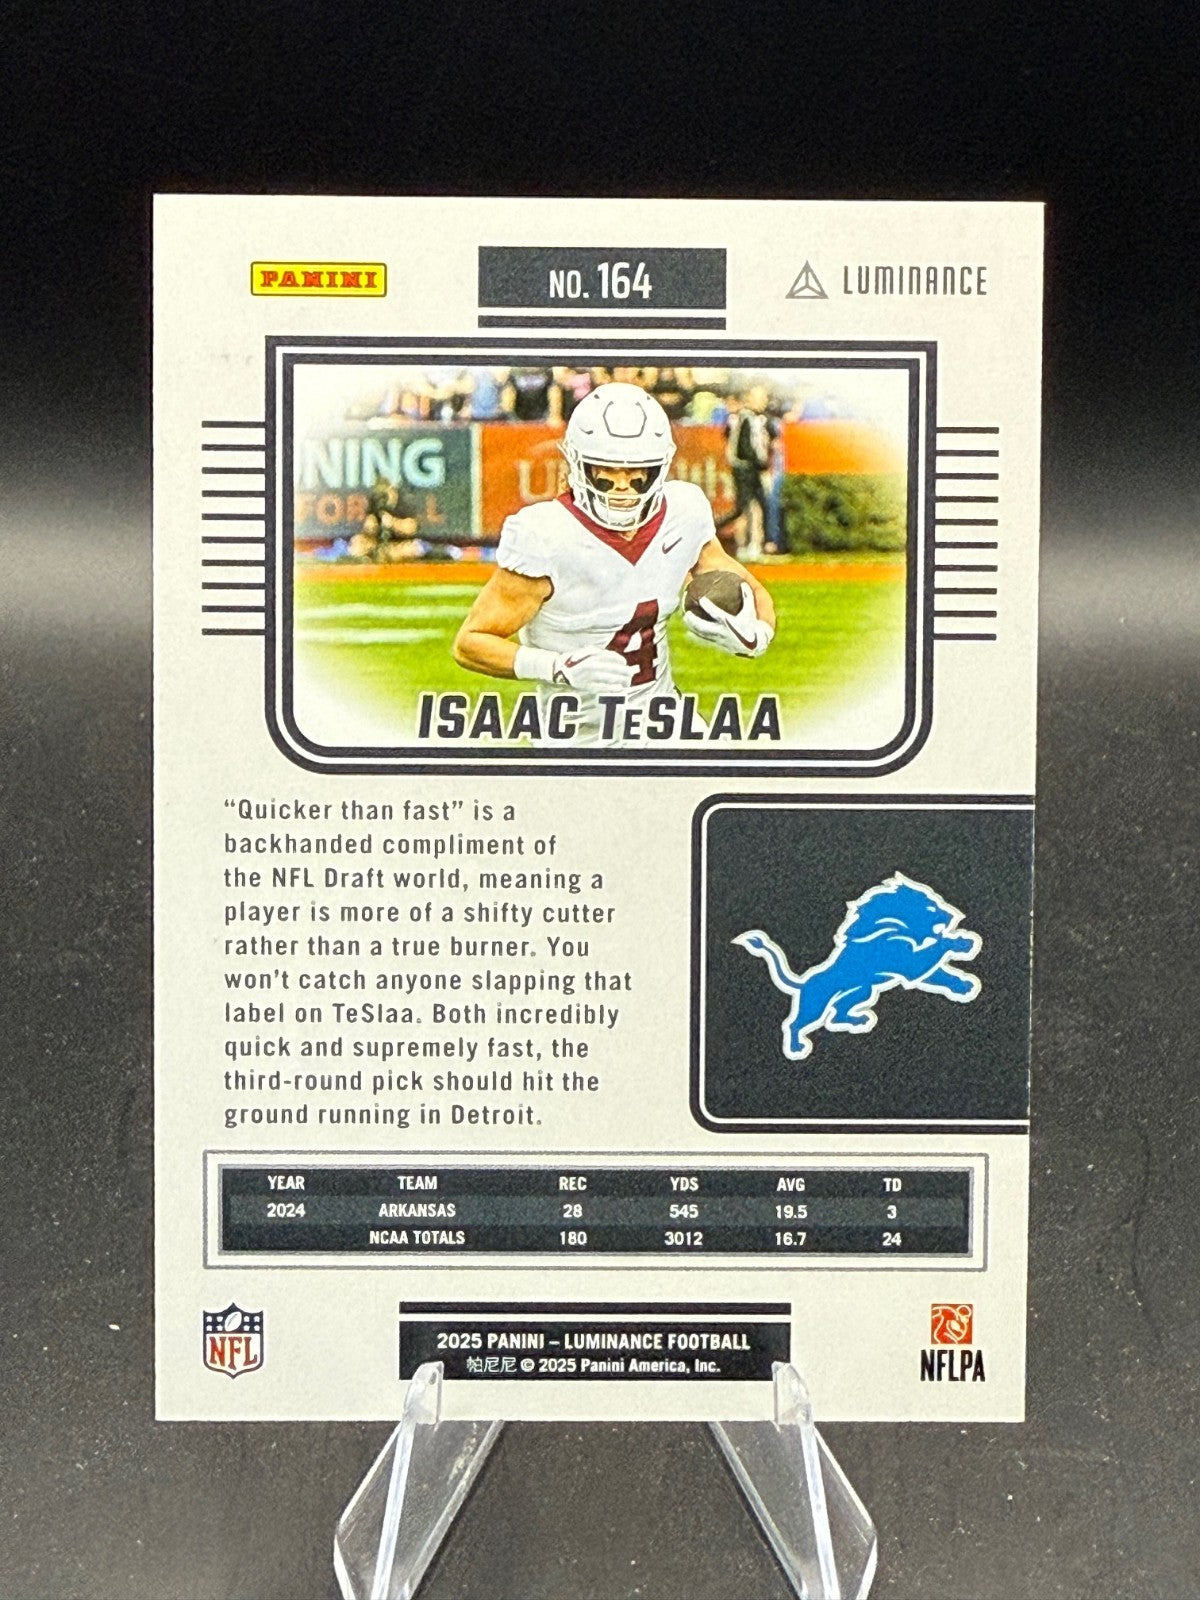 PANINI
NO. 164
LUMINANCE
NING
4
ISAAC TeSLAA
“Quicker than fast” is a
backhanded compliment of
the NFL Draft world, meaning a
player is more of a shifty cutter
rather than a true burner. You
won't catch anyone slapping that
label on TeSlaa. Both incredibly
quick and supremely fast, the
third-round pick should hit the
ground running in Detroit.
YEAR TEAM REC YDS AVG TD
2024 ARKANSAS 28 545 19.5 3
NCAA TOTALS 180 3012 16.7 24
NFL
2025 PANINI – LUMINANCE FOOTBALL
帕尼尼 © 2025 Panini America, Inc.
NFLPA